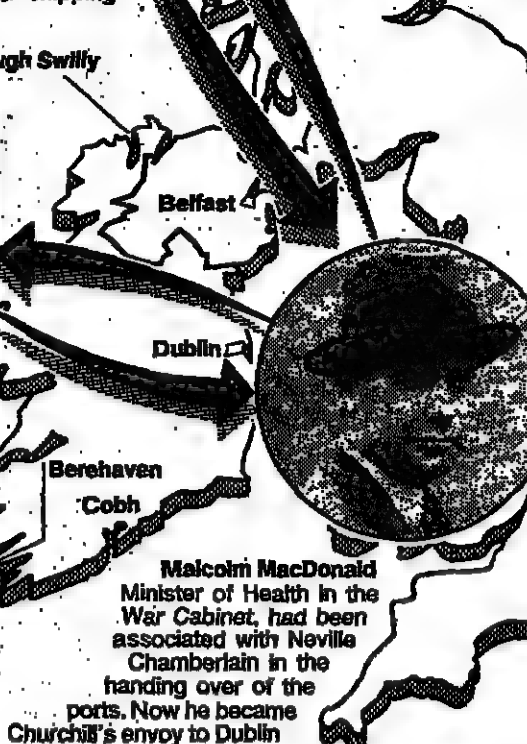 ugh Swilly
Belfast
Dublin
Berehaven
Cobh
Malcolm MacDonald
Minister of Health in the
War Cabinet, had been
associated with Neville
Chamberlain in the
handing over of the
ports. Now he became
Churchill's envoy to Dublin